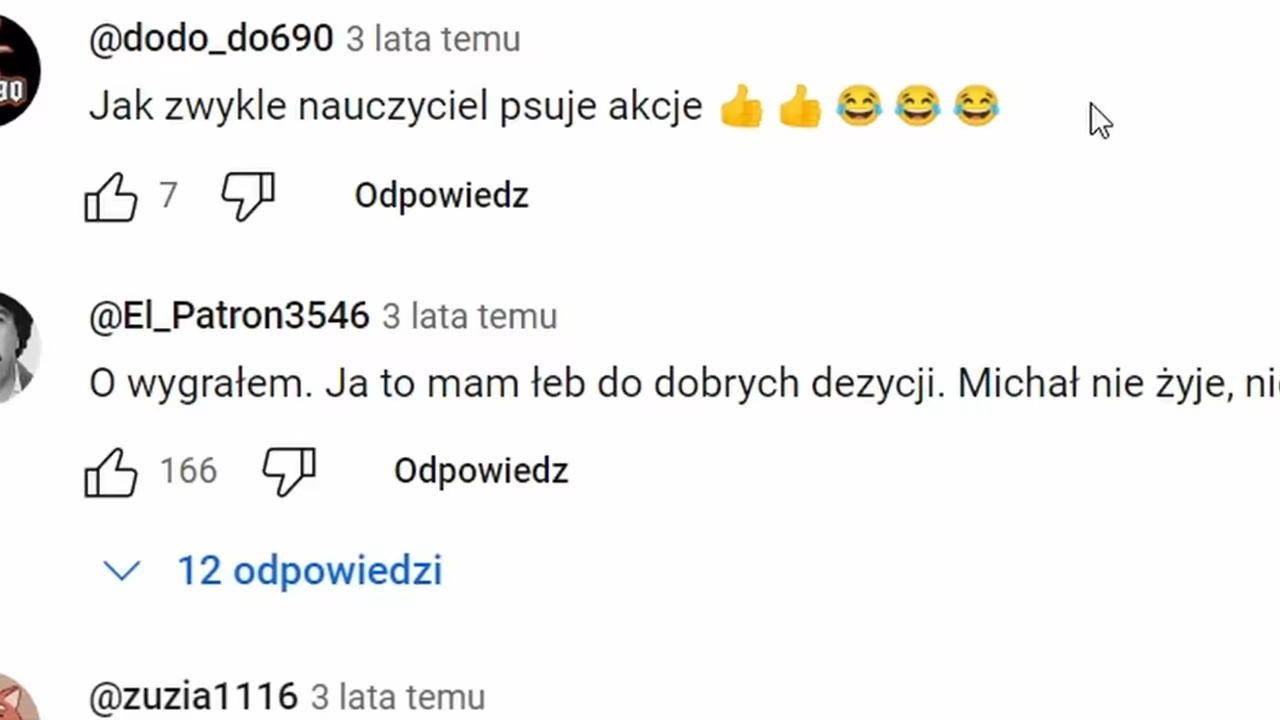 @dodo_do690 3 lata temu
Jak zwykle nauczyciel psuje akcje 👍👍😂😂😂
7 Odpowiedz
@El_Patron3546 3 lata temu
O wygrałem. Ja to mam łeb do dobrych dezycji. Michał nie żyje,
166 Odpowiedz
12 odpowiedzi
@zuzia1116 3 lata temu